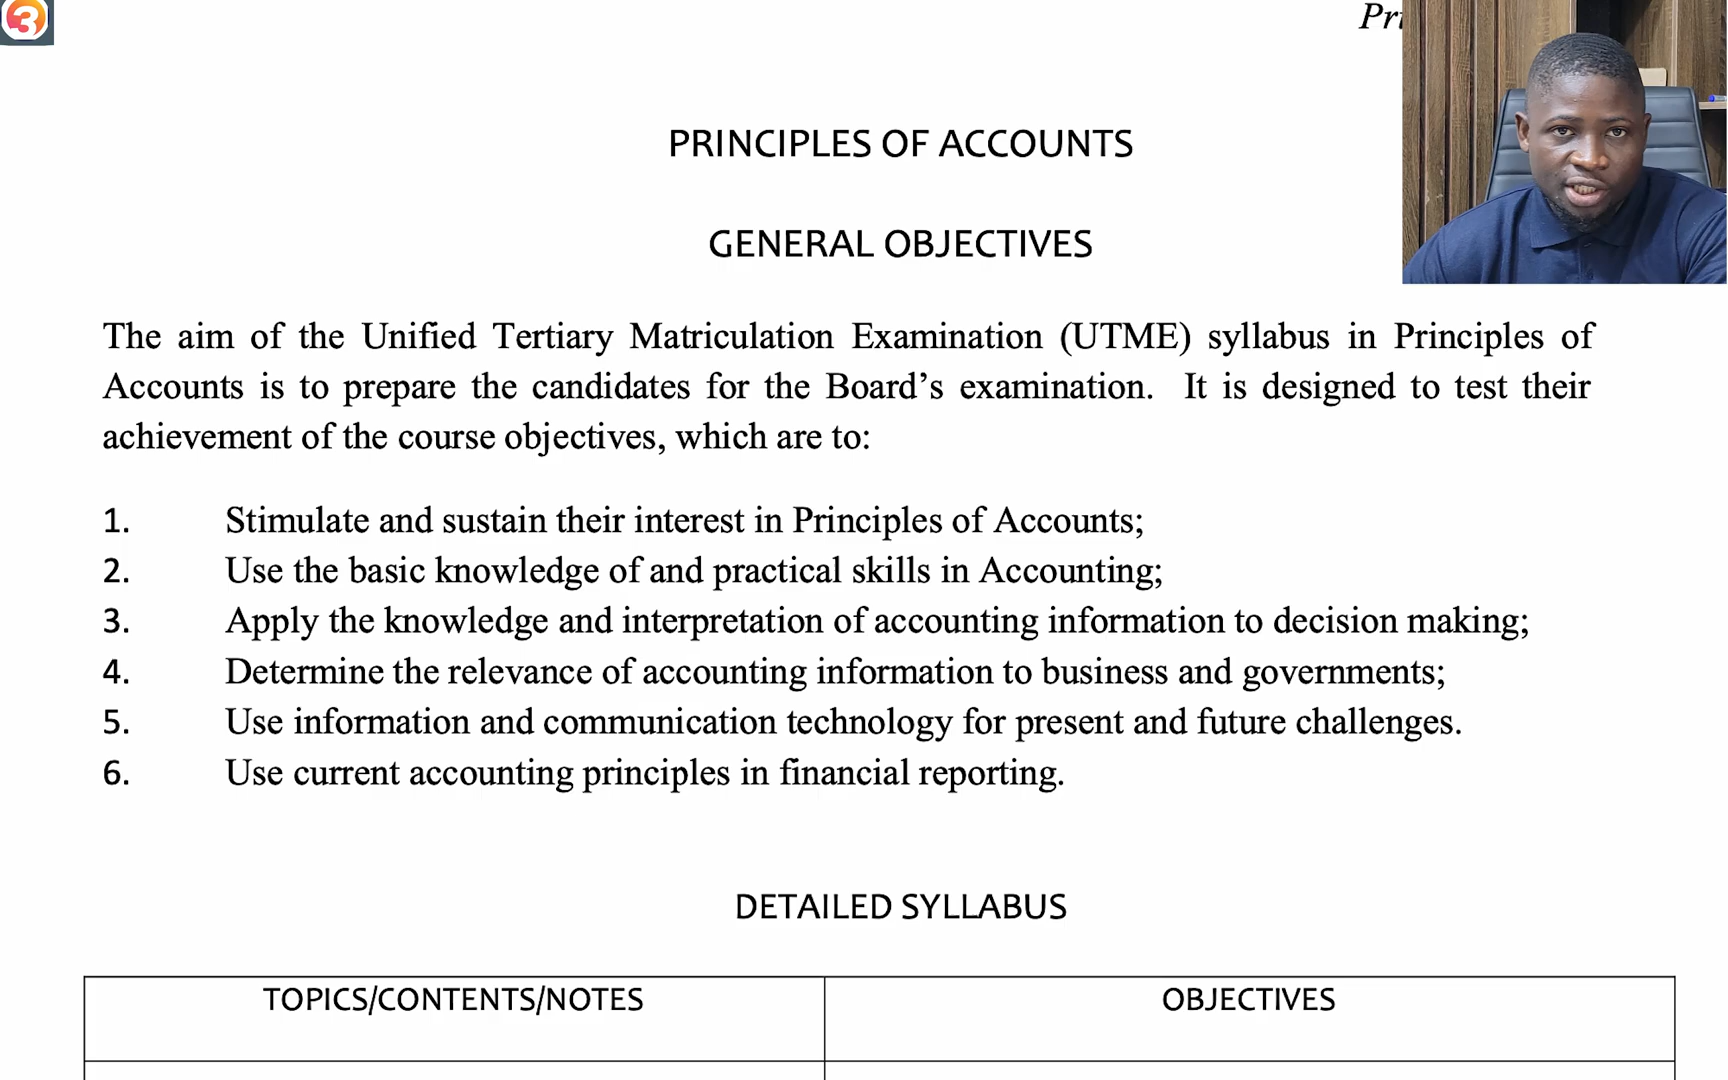 3
PRINCIPLES OF ACCOUNTS
GENERAL OBJECTIVES
The aim of the Unified Tertiary Matriculation Examination (UTME) syllabus in Principles of
Accounts is to prepare the candidates for the Board’s examination. It is designed to test their
achievement of the course objectives, which are to:
1. Stimulate and sustain their interest in Principles of Accounts;
2. Use the basic knowledge of and practical skills in Accounting;
3. Apply the knowledge and interpretation of accounting information to decision making;
4. Determine the relevance of accounting information to business and governments;
5. Use information and communication technology for present and future challenges.
6. Use current accounting principles in financial reporting.
DETAILED SYLLABUS
TOPICS/CONTENTS/NOTES
OBJECTIVES